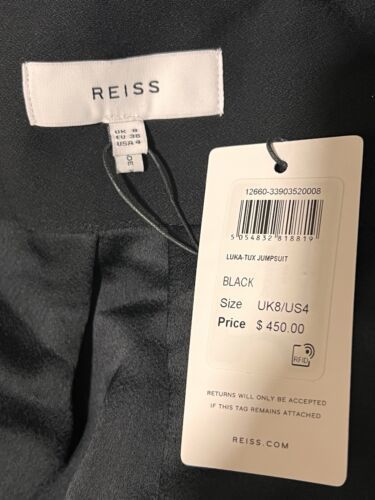 REISS
UK 8
EU 36
USA 4
12660-33903520008
5 054832 818819
LUKA-TUX JUMPSUIT
BLACK
Size UK8/US4
Price $ 450.00
RFID
RETURNS WILL ONLY BE ACCEPTED
IF THIS TAG REMAINS ATTACHED
REISS.COM